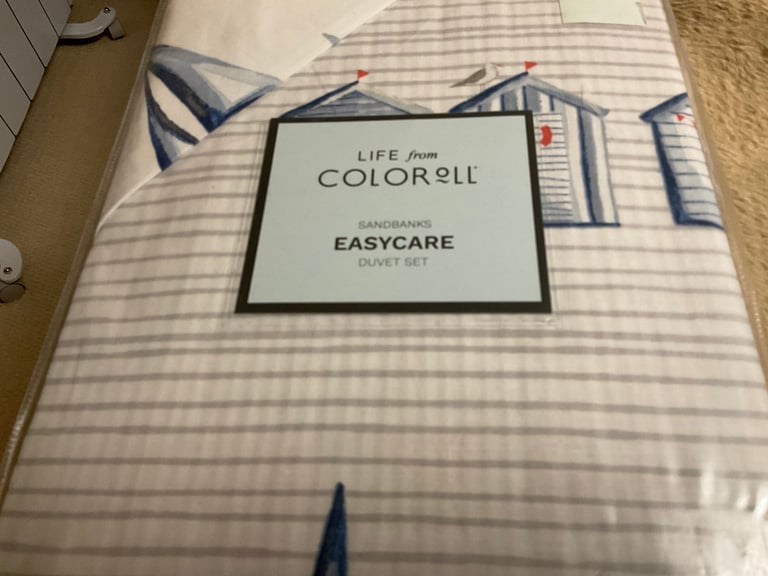 LIFE from
COLOROLL
SANDBANKS
EASYCARE
DUVET SET